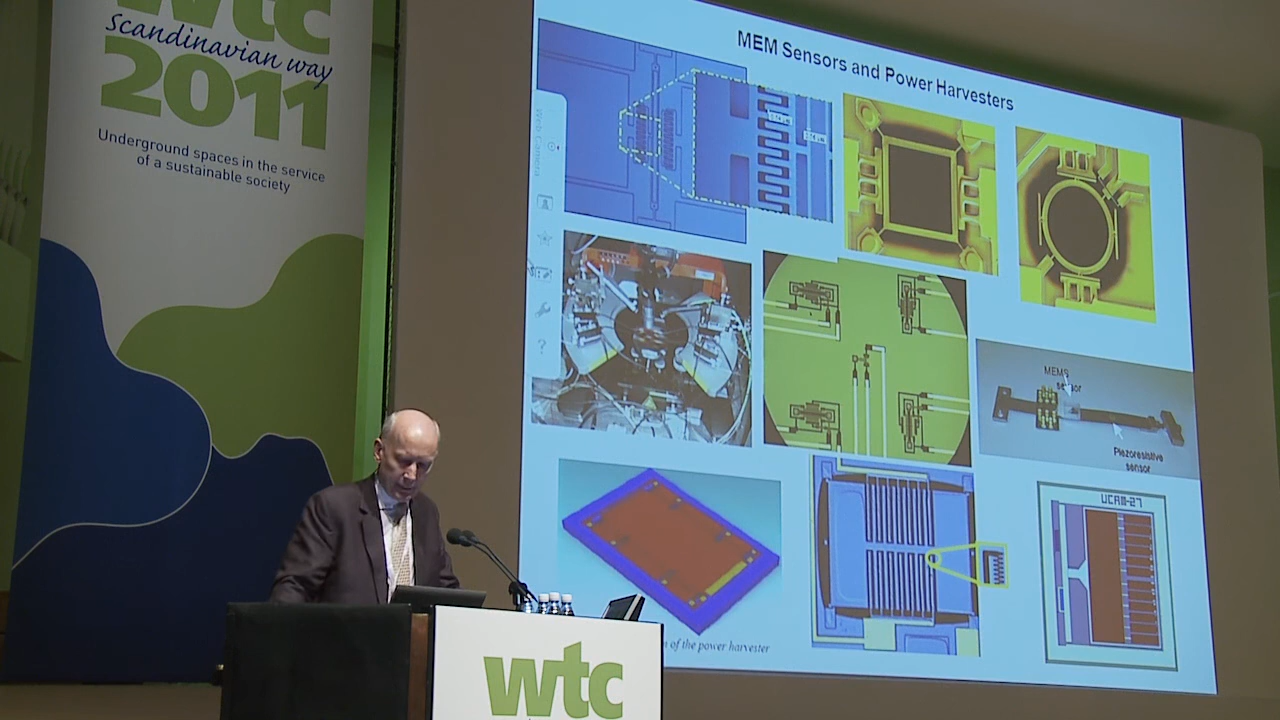 wtc
Scandinavian way
2011
Underground spaces in the service
of a sustainable society
MEM Sensors and Power Harvesters
MEMS
sensor
Piezoresistive
sensor
UCAM-27
of the power harvester
wtc